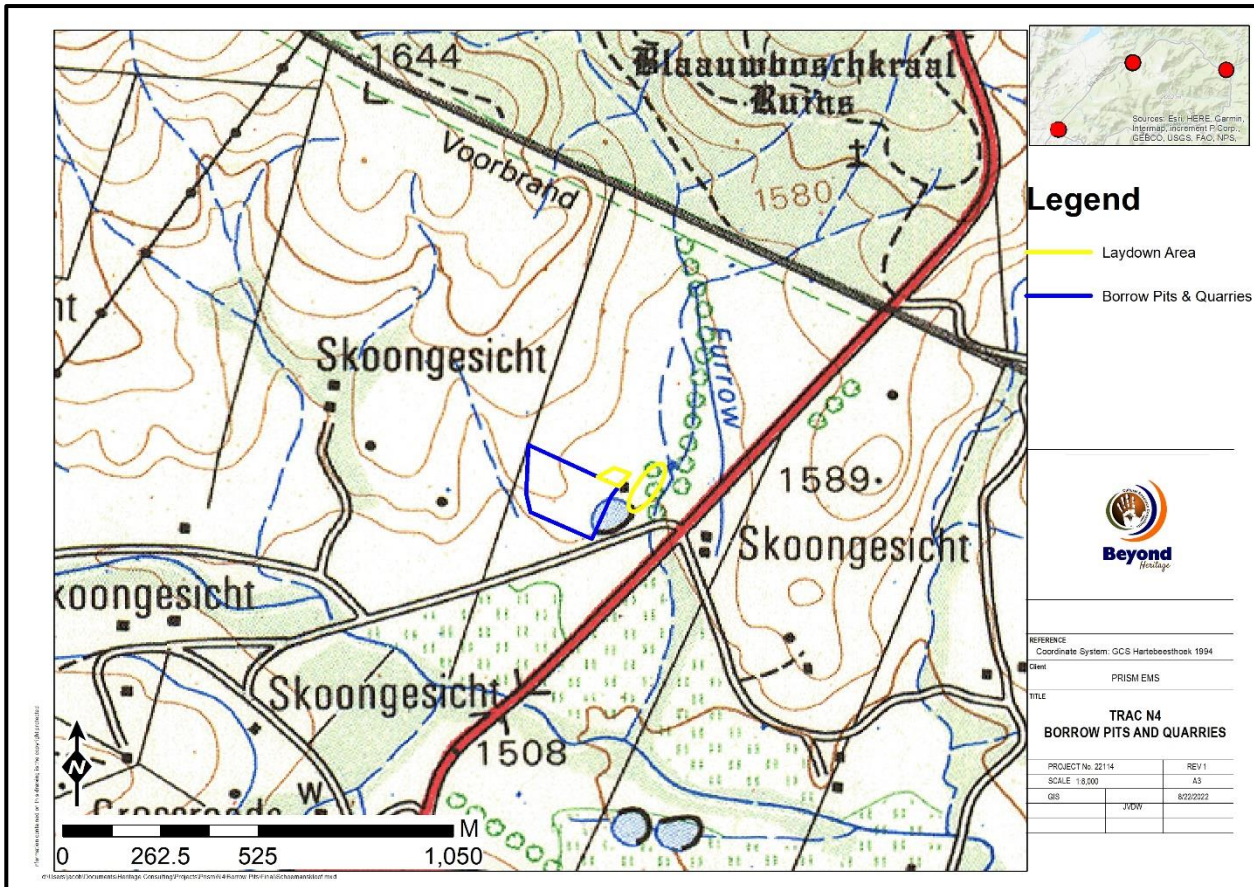 1644
Blaauwboschkraal
Ruins
Voorbrand
1580
Skoongesicht
Furrow
1589
Skoongesicht
koongesicht
Skoongesicht
1508
W
N
M
0 262.5 525 1,050
Sources: Esri, HERE, Garmin,
Intermap, increment P Corp.,
GEBCO, USGS, FAO, NPS,
Legend
Laydown Area
Borrow Pits & Quarries
Beyond
Heritage
REFERENCE
Coordinate System: GCS Hartebeesthoek 1994
Client
PRISM EMS
TITLE
TRAC N4
BORROW PITS AND QUARRIES
PROJECT No. 22114 REV 1
SCALE 1:8,000 A3
GIS 8/22/2022
JVDW